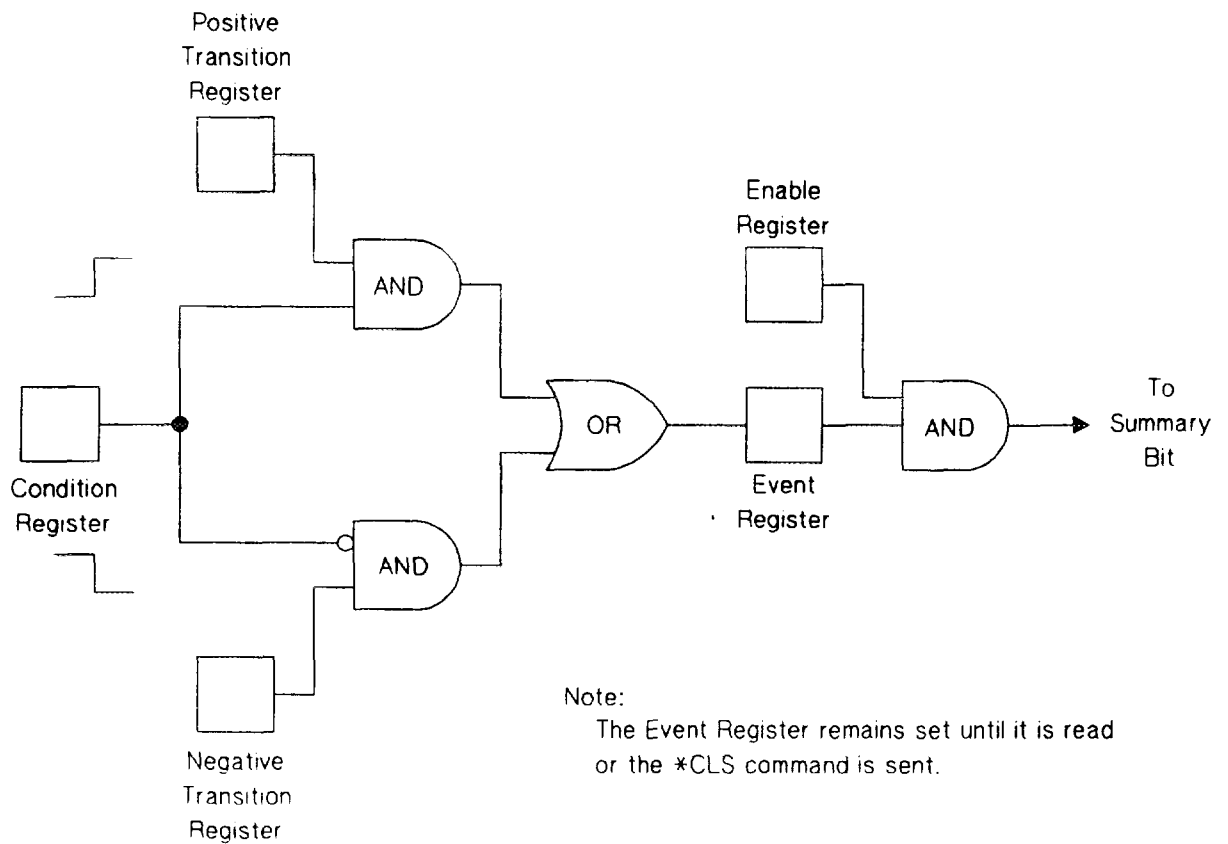 Positive
Transition
Register
Enable
Register
AND
Condition
Register
OR
Event
Register
AND
To
Summary
Bit
AND
Negative
Transition
Register
Note:
The Event Register remains set until it is read
or the *CLS command is sent.